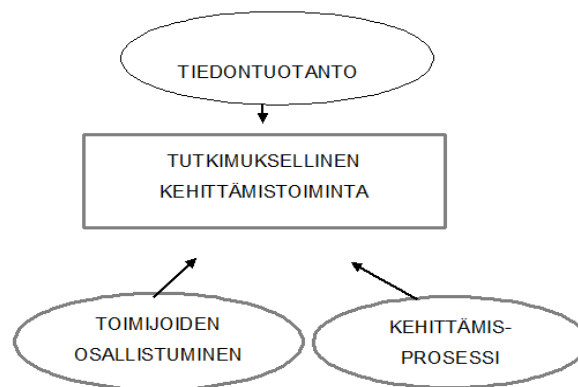 TIEDONTUOTANTO
TUTKIMUKSELLINEN
KEHITTÄMISTOIMINTA
TOIMIJOIDEN
OSALLISTUMINEN
KEHITTÄMIS-
PROSESSI